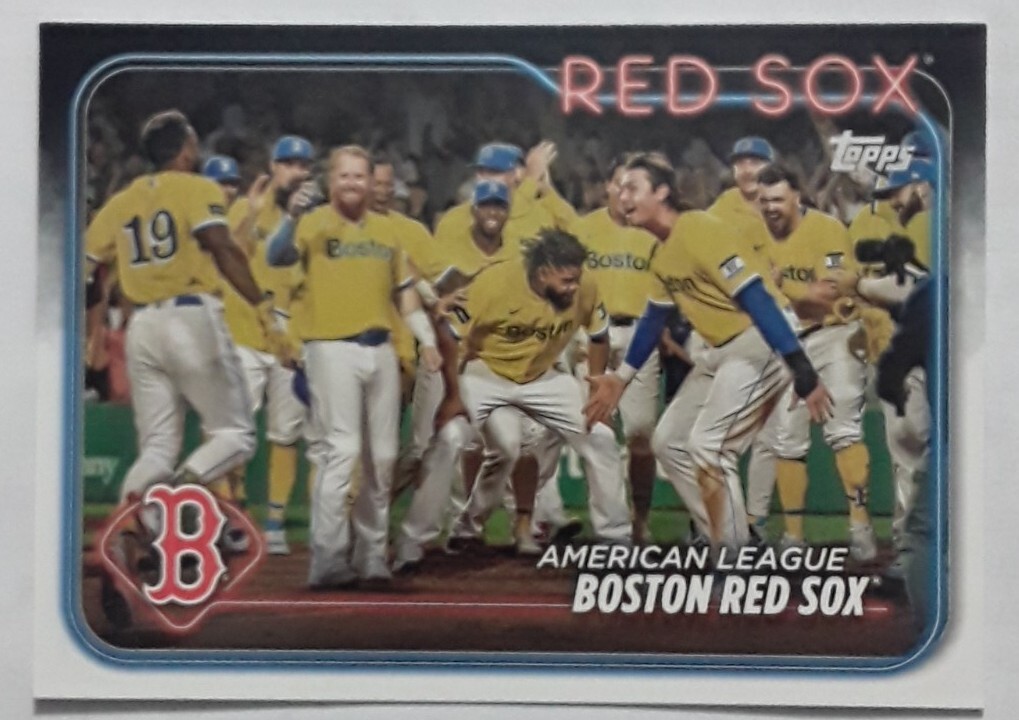 RED SOX
Topps
19
Boston
Boston
Boston
B
AMERICAN LEAGUE
BOSTON RED SOX